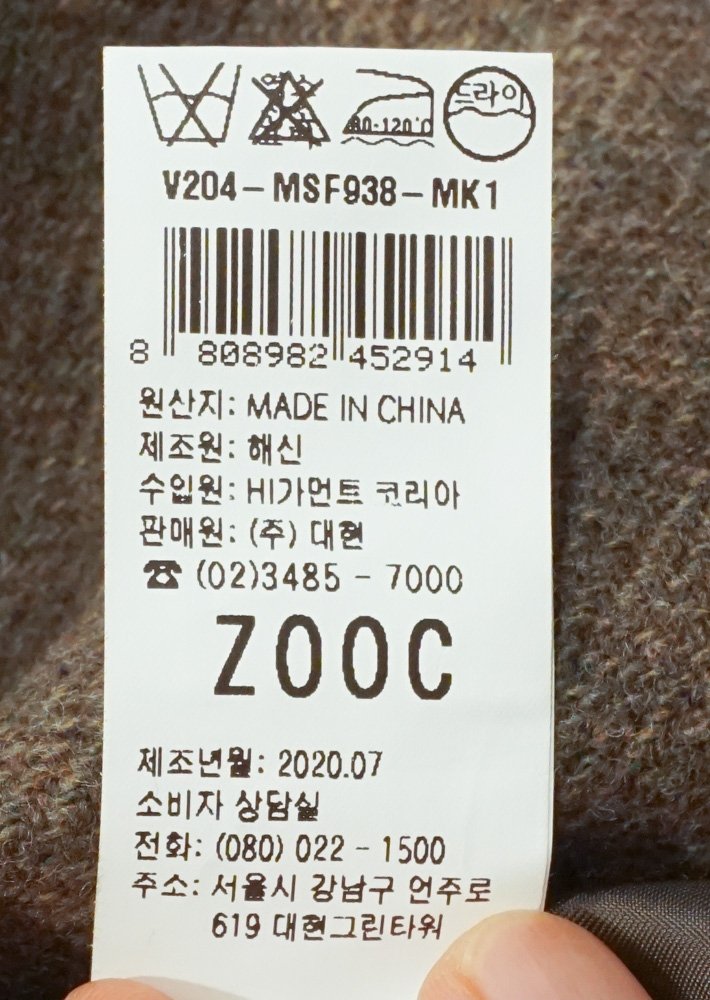 80-120℃
드라이
V204-MSF938-MK1
8 808982 452914
원산지: MADE IN CHINA
제조원: 해신
수입원: HI가먼트 코리아
판매원: (주) 대현
☎ (02)3485 - 7000
ZOOC
제조년월: 2020.07
소비자 상담실
전화: (080) 022 - 1500
주소: 서울시 강남구 언주로
619 대현그린타워